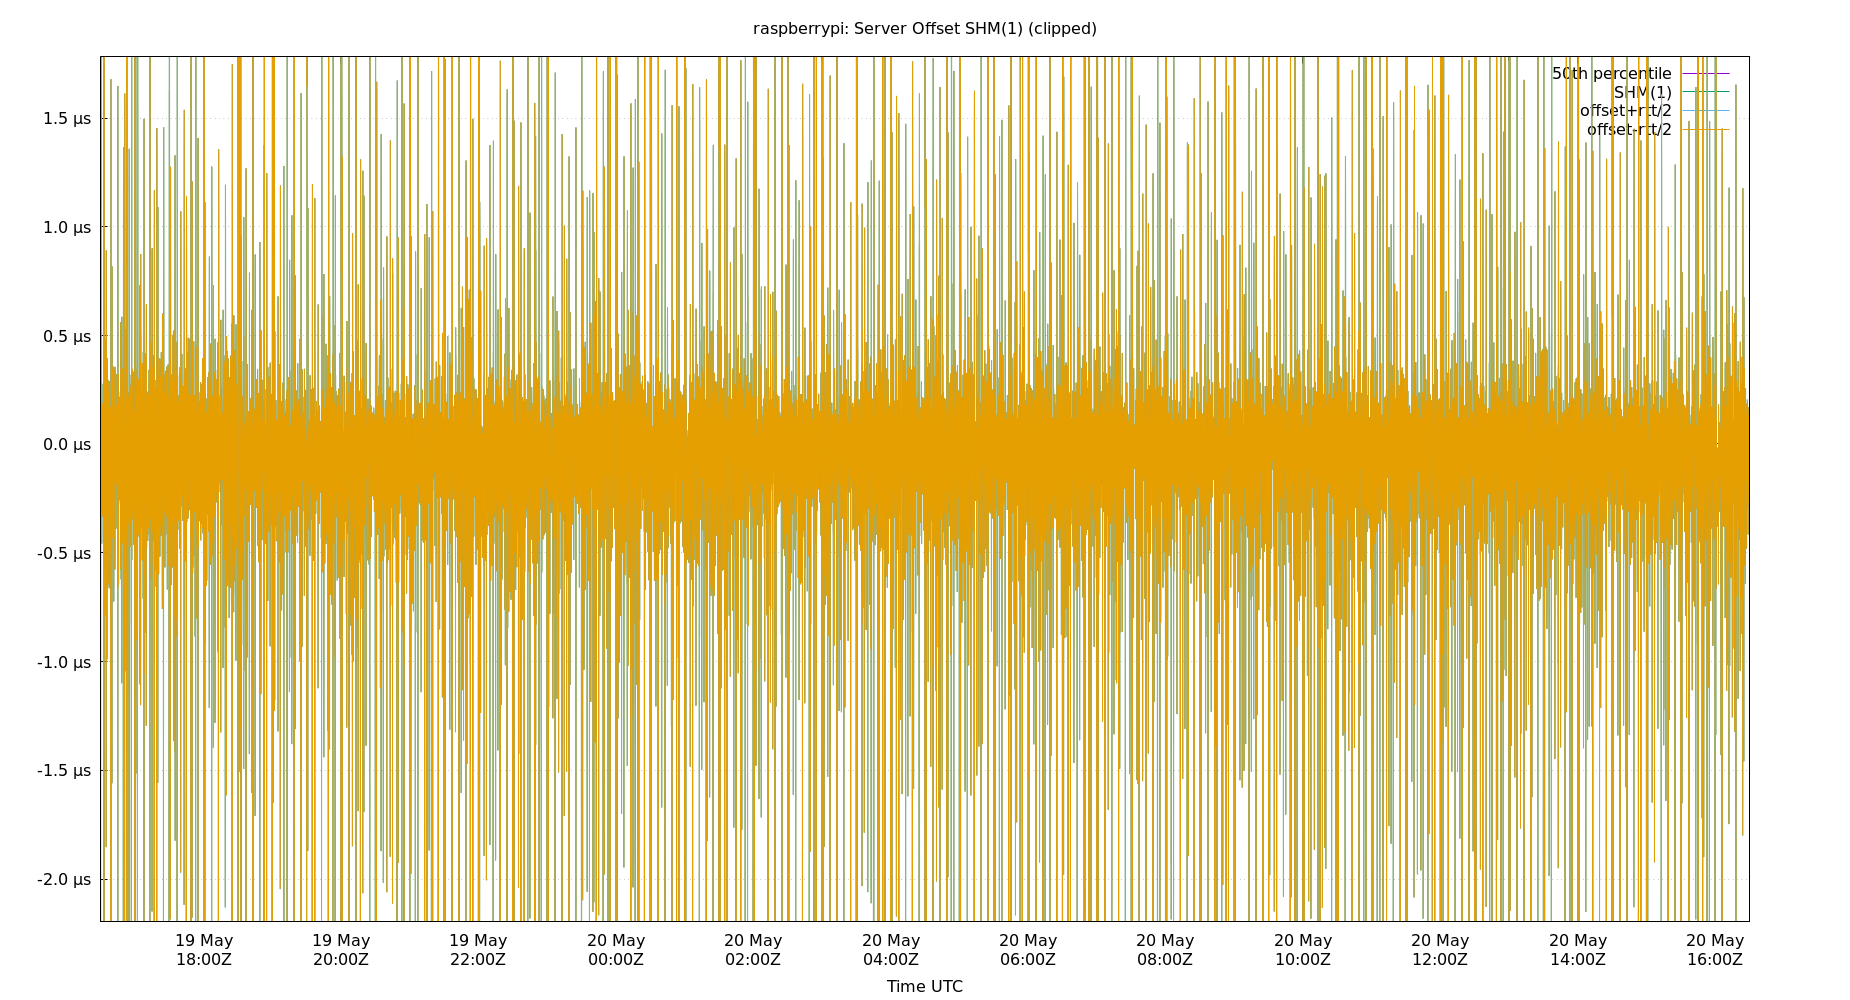 raspberrypi: Server Offset SHM(1) (clipped)
50th percentile
SHM(1)
offset+rtt/2
offset-rtt/2
1.5 µs
1.0 µs
0.5 µs
0.0 µs
-0.5 µs
-1.0 µs
-1.5 µs
-2.0 µs
19 May 19 May 19 May 20 May 20 May 20 May 20 May 20 May 20 May 20 May 20 May 20 May
18:00Z 20:00Z 22:00Z 00:00Z 02:00Z 04:00Z 06:00Z 08:00Z 10:00Z 12:00Z 14:00Z 16:00Z
Time UTC